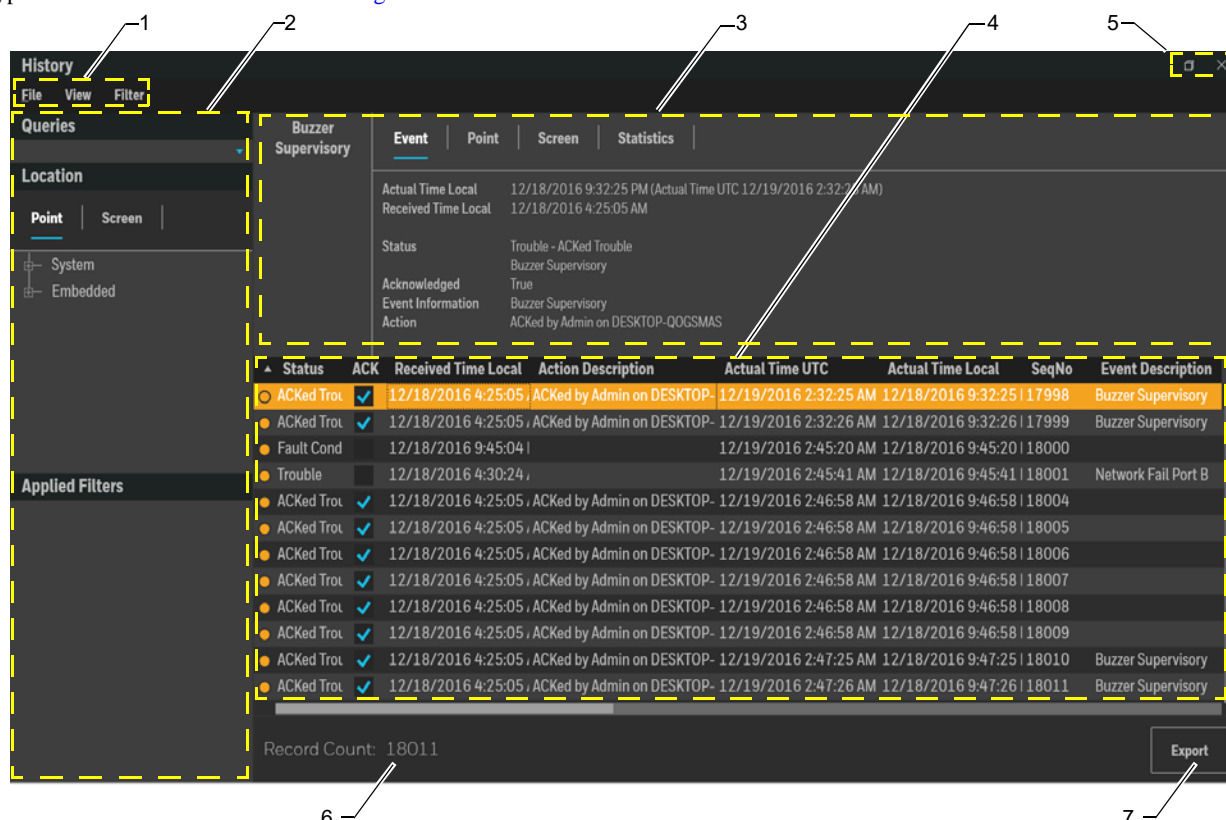 1 2 3 4 5
History
File View Filter
Queries
Location
Point Screen
System
Embedded
Applied Filters
Buzzer
Supervisory
Event Point Screen Statistics
Actual Time Local 12/18/2016 9:32:25 PM (Actual Time UTC 12/19/2016 2:32:25 AM)
Received Time Local 12/18/2016 4:25:05 AM
Status Trouble - ACKed Trouble
Buzzer Supervisory
Acknowledged True
Event Information Buzzer Supervisory
Action ACKed by Admin on DESKTOP-QOGSMAS
Status ACK Received Time Local Action Description Actual Time UTC Actual Time Local SeqNo Event Description
ACKed Trou 12/18/2016 4:25:05 ACKed by Admin on DESKTOP- 12/19/2016 2:32:25 AM 12/18/2016 9:32:25 17998 Buzzer Supervisory
ACKed Trou 12/18/2016 4:25:05 ACKed by Admin on DESKTOP- 12/19/2016 2:32:26 AM 12/18/2016 9:32:26 17999 Buzzer Supervisory
Fault Cond 12/18/2016 9:45:04 12/19/2016 2:45:20 AM 12/18/2016 9:45:20 18000
Trouble 12/18/2016 4:30:24 12/19/2016 2:45:41 AM 12/18/2016 9:45:41 18001 Network Fail Port B
ACKed Trou 12/18/2016 4:25:05 ACKed by Admin on DESKTOP- 12/19/2016 2:46:58 AM 12/18/2016 9:46:58 18004
ACKed Trou 12/18/2016 4:25:05 ACKed by Admin on DESKTOP- 12/19/2016 2:46:58 AM 12/18/2016 9:46:58 18005
ACKed Trou 12/18/2016 4:25:05 ACKed by Admin on DESKTOP- 12/19/2016 2:46:58 AM 12/18/2016 9:46:58 18006
ACKed Trou 12/18/2016 4:25:05 ACKed by Admin on DESKTOP- 12/19/2016 2:46:58 AM 12/18/2016 9:46:58 18007
ACKed Trou 12/18/2016 4:25:05 ACKed by Admin on DESKTOP- 12/19/2016 2:46:58 AM 12/18/2016 9:46:58 18008
ACKed Trou 12/18/2016 4:25:05 ACKed by Admin on DESKTOP- 12/19/2016 2:46:58 AM 12/18/2016 9:46:58 18009
ACKed Trou 12/18/2016 4:25:05 ACKed by Admin on DESKTOP- 12/19/2016 2:47:25 AM 12/18/2016 9:47:25 18010 Buzzer Supervisory
ACKed Trou 12/18/2016 4:25:05 ACKed by Admin on DESKTOP- 12/19/2016 2:47:26 AM 12/18/2016 9:47:26 18011 Buzzer Supervisory
Record Count: 18011
Export
6 7